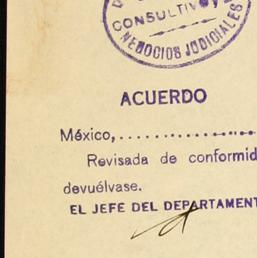 CONSULTIVO y
NEGOCIOS JUDICIALES
ACUERDO
México,....................
Revisada de conformid
devuélvase.
EL JEFE DEL DEPARTAMENT